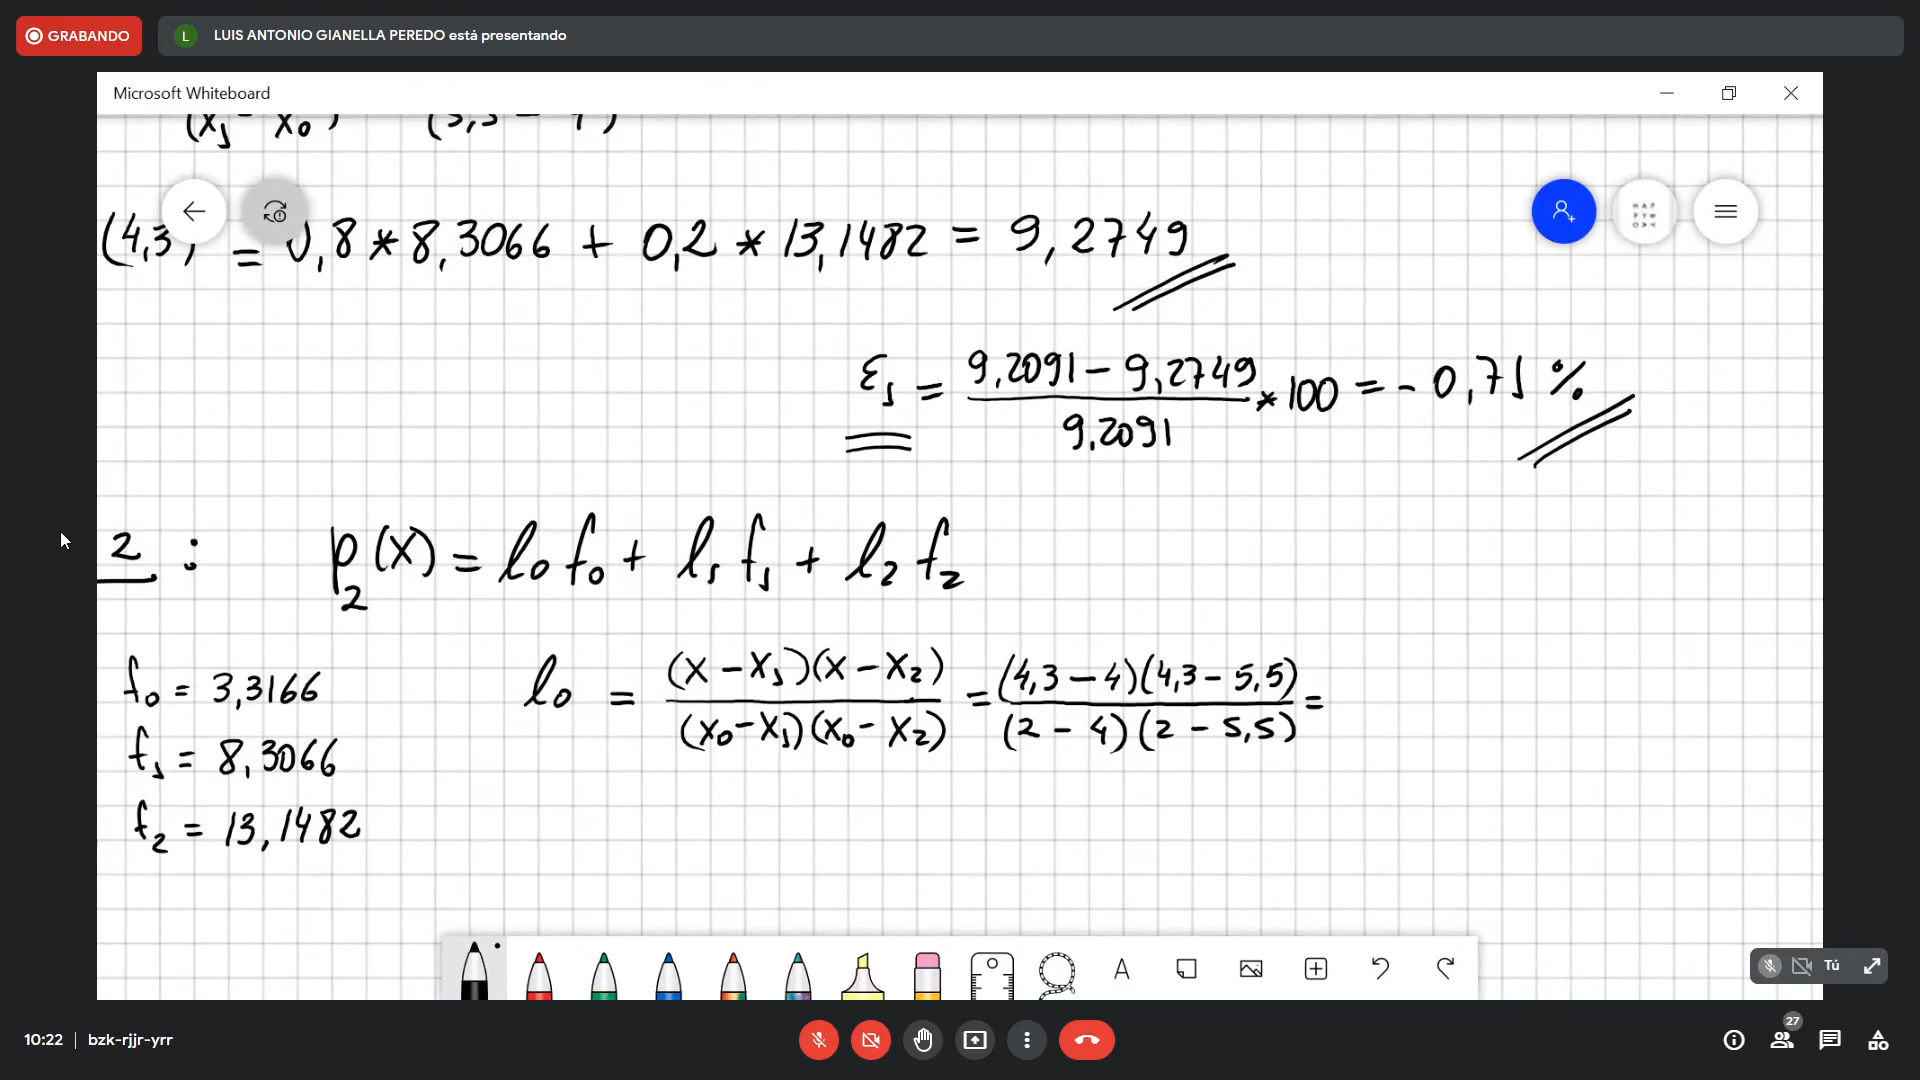 GRABANDO
L LUIS ANTONIO GIANELLA PEREDO está presentando
Microsoft Whiteboard
(4,3) = 0,8 * 8,3066 + 0,2 * 13,1482 = 9,2749
ε₁ = (9,2091 - 9,2749) / 9,2091 * 100 = - 0,71 %
2 : p₂(X) = l₀ f₀ + l₁ f₁ + l₂ f₂
f₀ = 3,3166
f₁ = 8,3066
f₂ = 13,1482
l₀ = (X - X₁)(X - X₂) / (X₀ - X₁)(X₀ - X₂) = (4,3 - 4)(4,3 - 5,5) / (2 - 4)(2 - 5,5) =
Tú
10:22 | bzk-rjjr-yrr
27